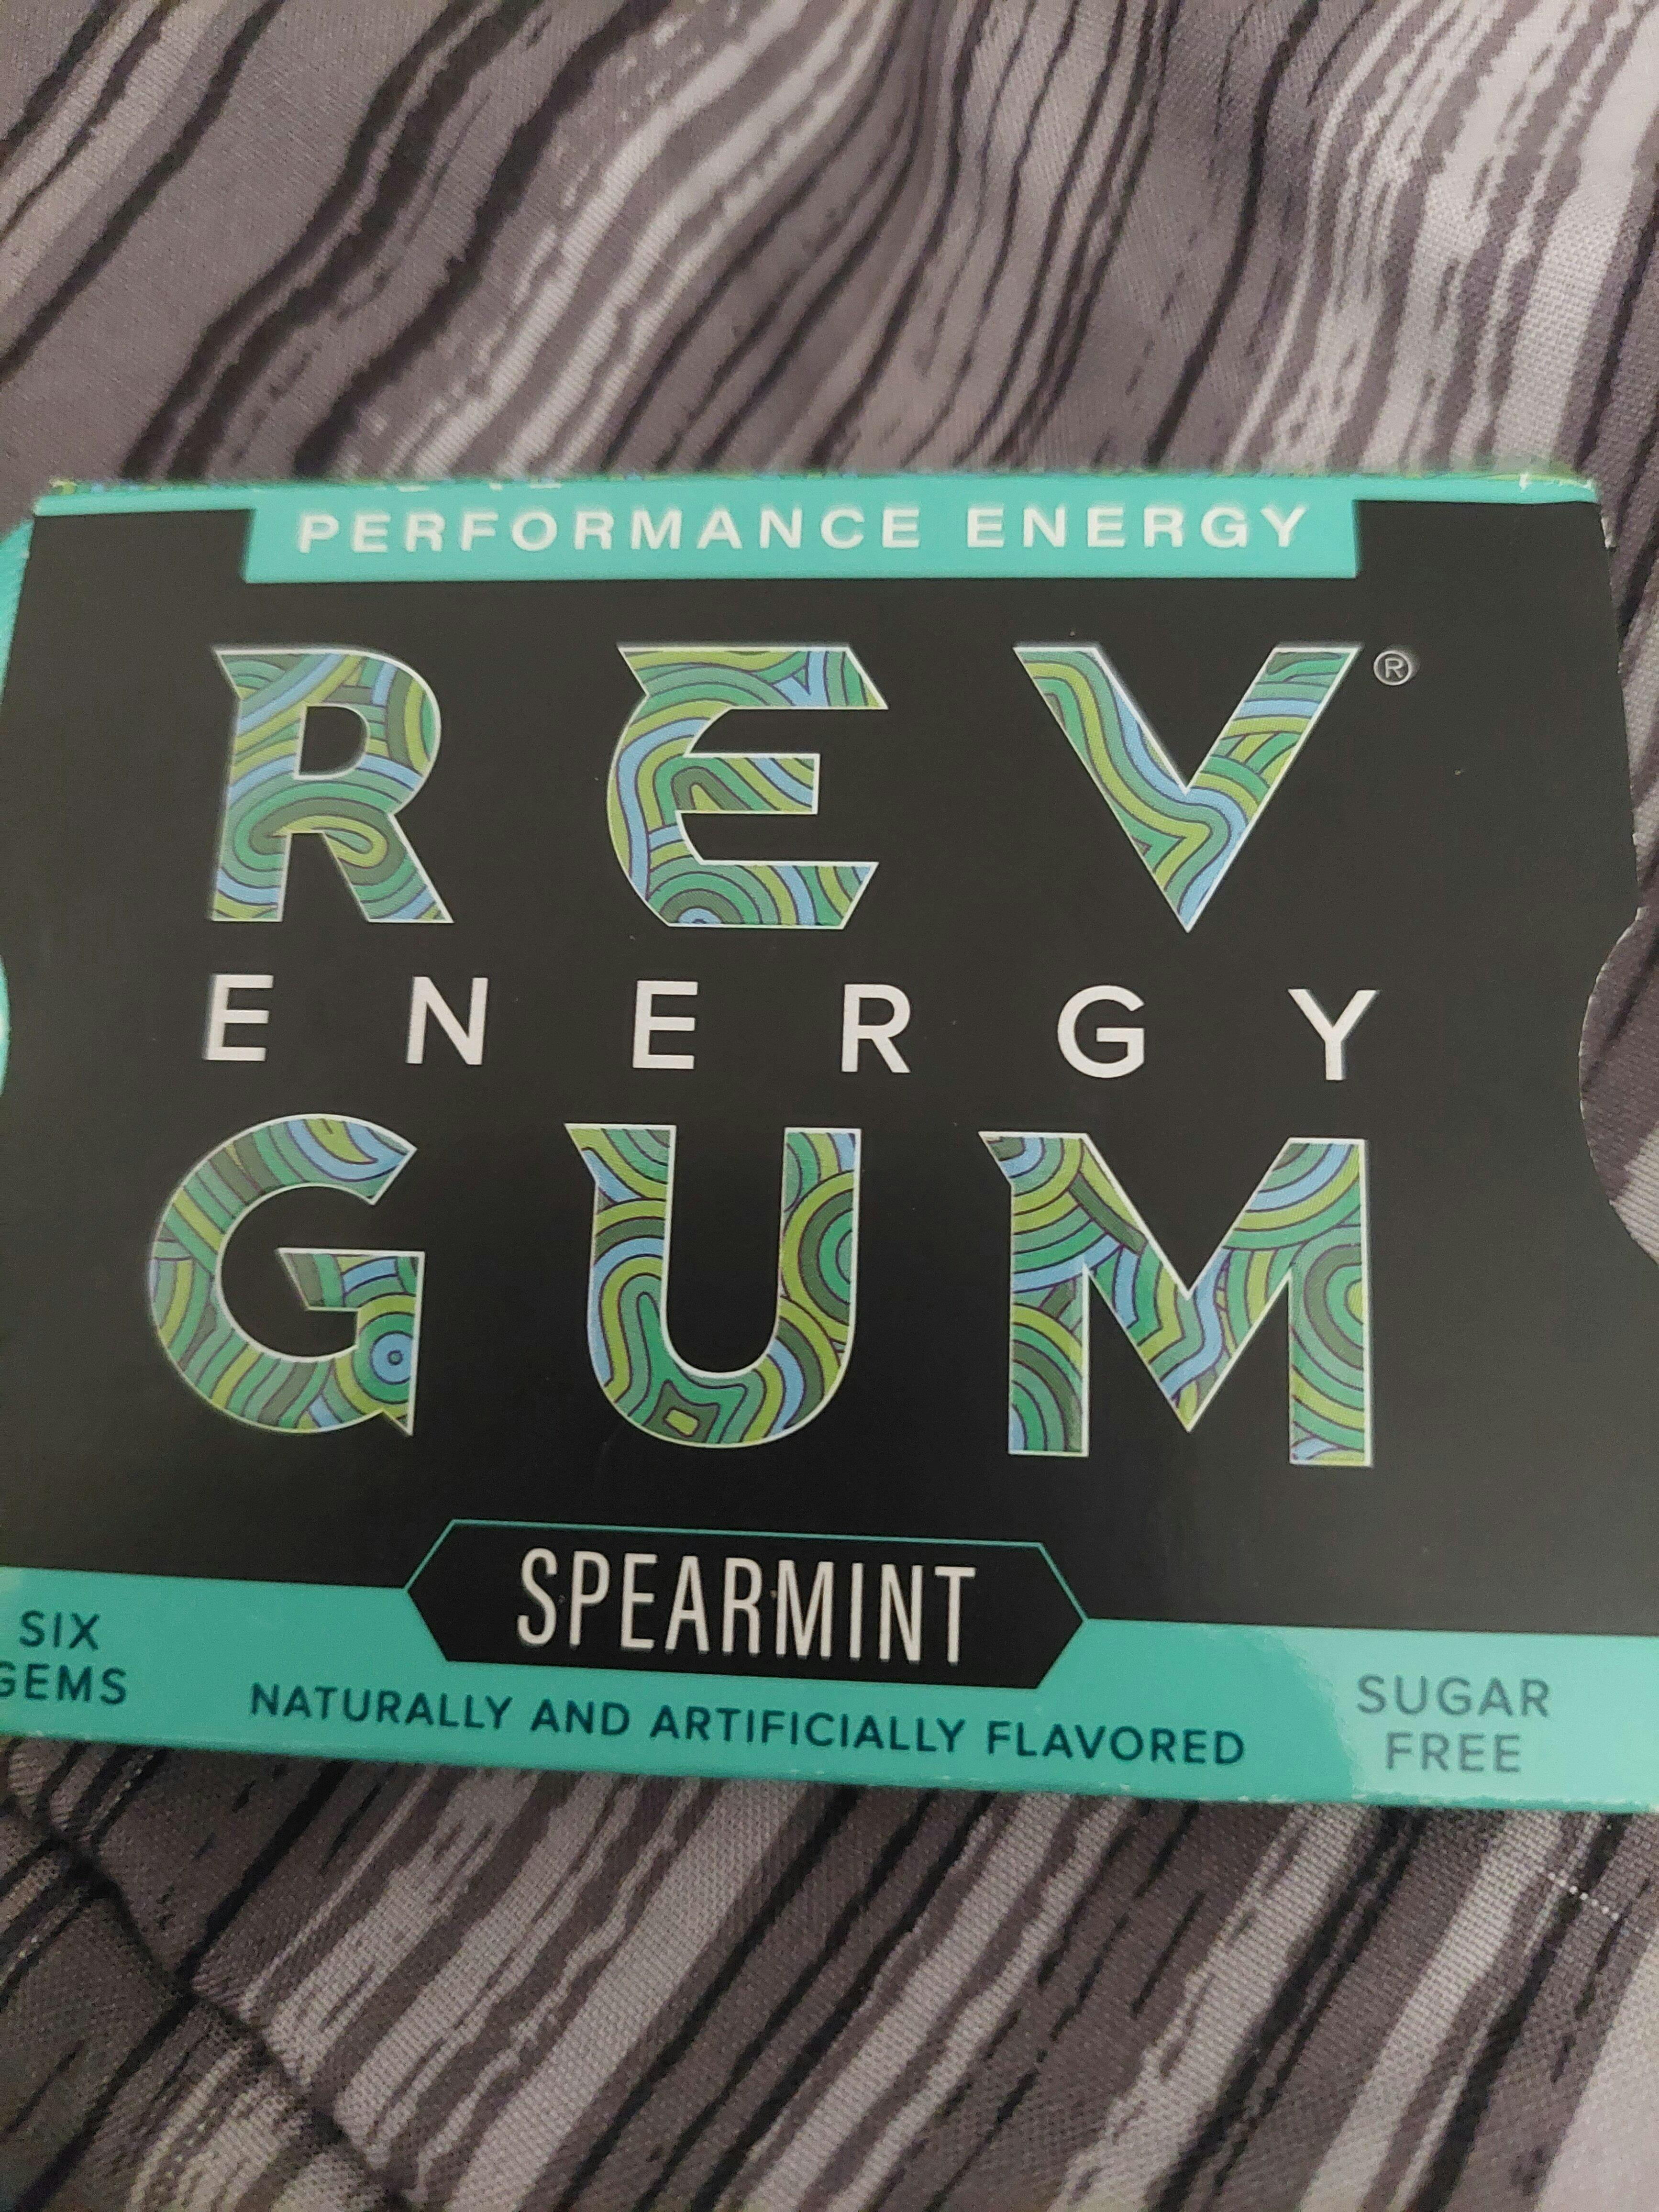 PERFORMANCE ENERGY
REV®
ENERGY
GUM
SPEARMINT
SIX
GEMS
NATURALLY AND ARTIFICIALLY FLAVORED
SUGAR
FREE